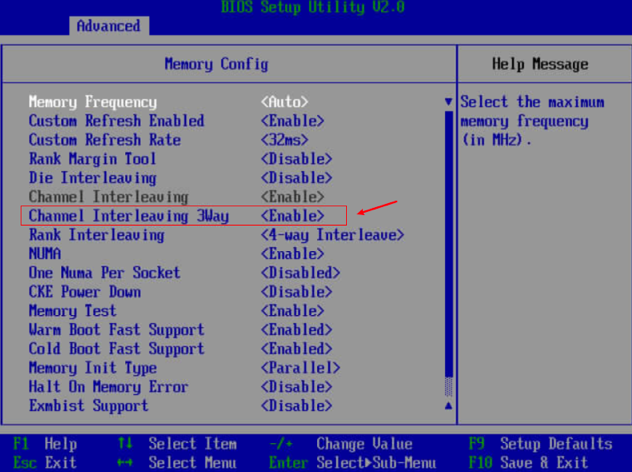 BIOS Setup Utility V2.0
Advanced
Memory Config
Help Message
Memory Frequency <Auto>
Custom Refresh Enabled <Enable>
Custom Refresh Rate <32ms>
Rank Margin Tool <Disable>
Die Interleaving <Disable>
Channel Interleaving <Enable>
Channel Interleaving 3Way <Enable>
Rank Interleaving <4-way Interleave>
NUMA <Enable>
One Numa Per Socket <Disabled>
CKE Power Down <Disable>
Memory Test <Enable>
Warm Boot Fast Support <Enabled>
Cold Boot Fast Support <Enabled>
Memory Init Type <Parallel>
Halt On Memory Error <Disable>
Exmbist Support <Disable>
Select the maximum
memory frequency
(in MHz).
F1 Help ↑↓ Select Item -/+ Change Value F9 Setup Defaults
Esc Exit ←→ Select Menu Enter Select▶Sub-Menu F10 Save & Exit